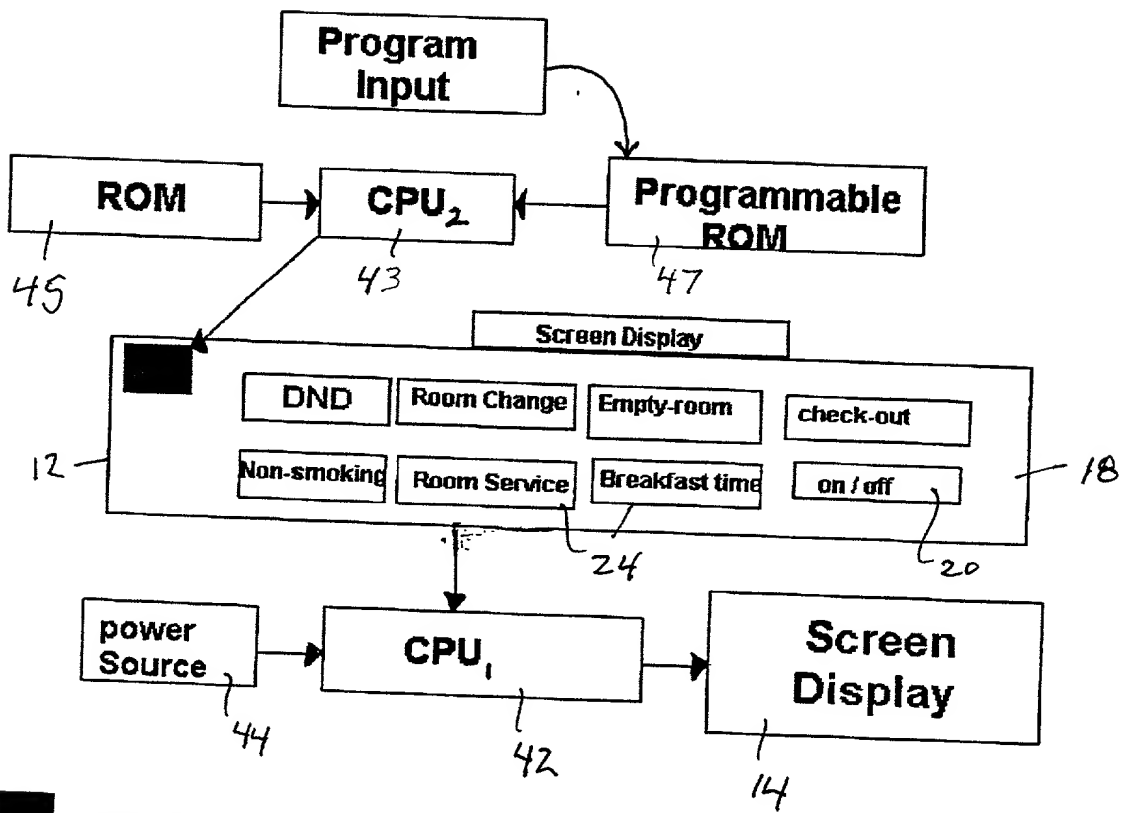 Program
Input
ROM
CPU2
Programmable
ROM
45
43
47
Screen Display
DND
Room Change
Empty-room
check-out
12
Non-smoking
Room Service
Breakfast time
on / off
18
24
20
power
Source
CPU1
Screen
Display
44
42
14